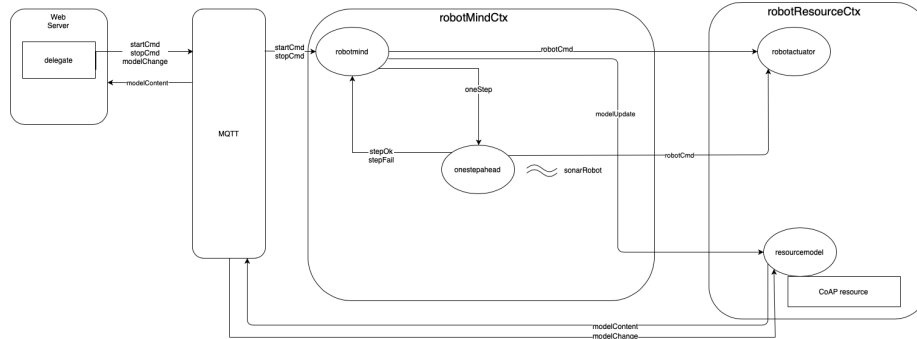 Web
Server
delegate
startCmd
stopCmd
modelChange
modelContent
MQTT
startCmd
stopCmd
robotMindCtx
robotmind
robotCmd
oneStep
modelUpdate
stepOk
stepFail
onestepahead
sonarRobot
robotCmd
robotResourceCtx
robotactuator
resourcemodel
CoAP resource
modelContent
modelChange